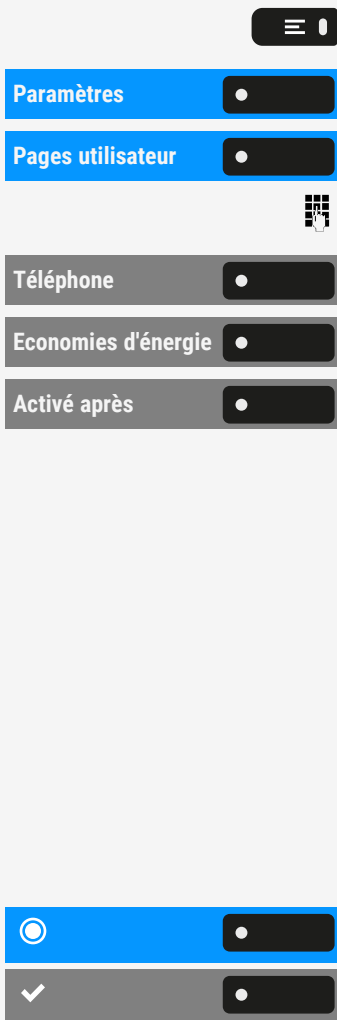 Paramètres
Pages utilisateur
Téléphone
Economies d'énergie
Activé après